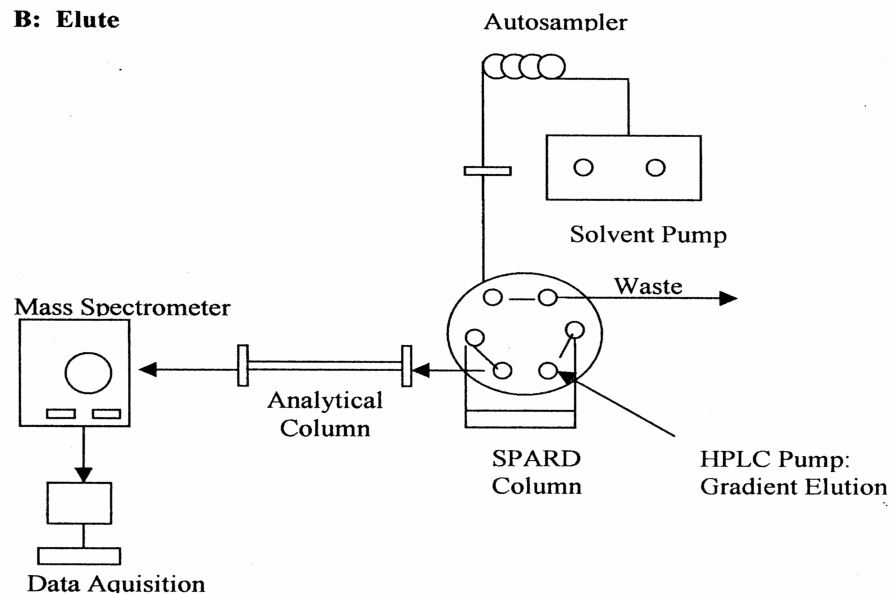 B: Elute
Autosampler
Solvent Pump
Waste
Mass Spectrometer
Analytical
Column
SPARD
Column
HPLC Pump:
Gradient Elution
Data Aquisition